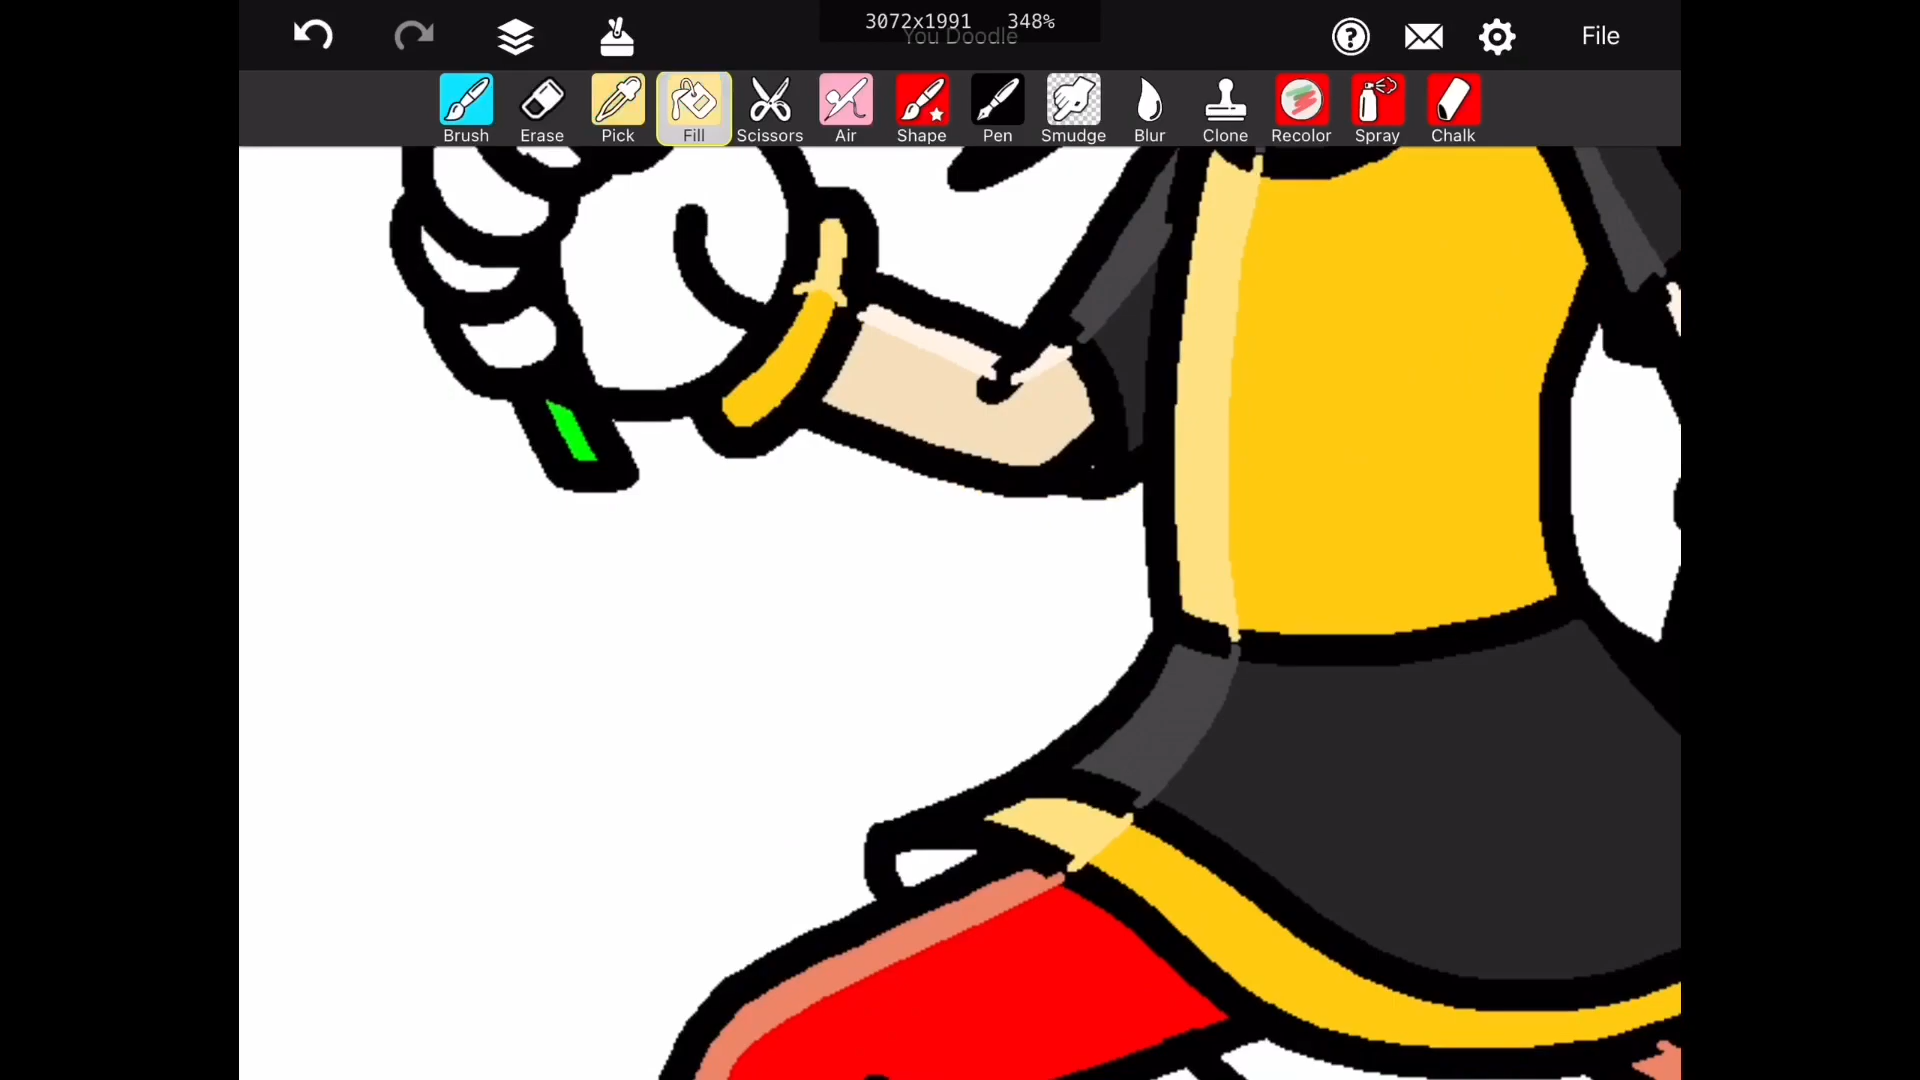 3072x1991 348%
You Doodle
File
Brush Erase Pick Fill Scissors Air Shape Pen Smudge Blur Clone Recolor Spray Chalk